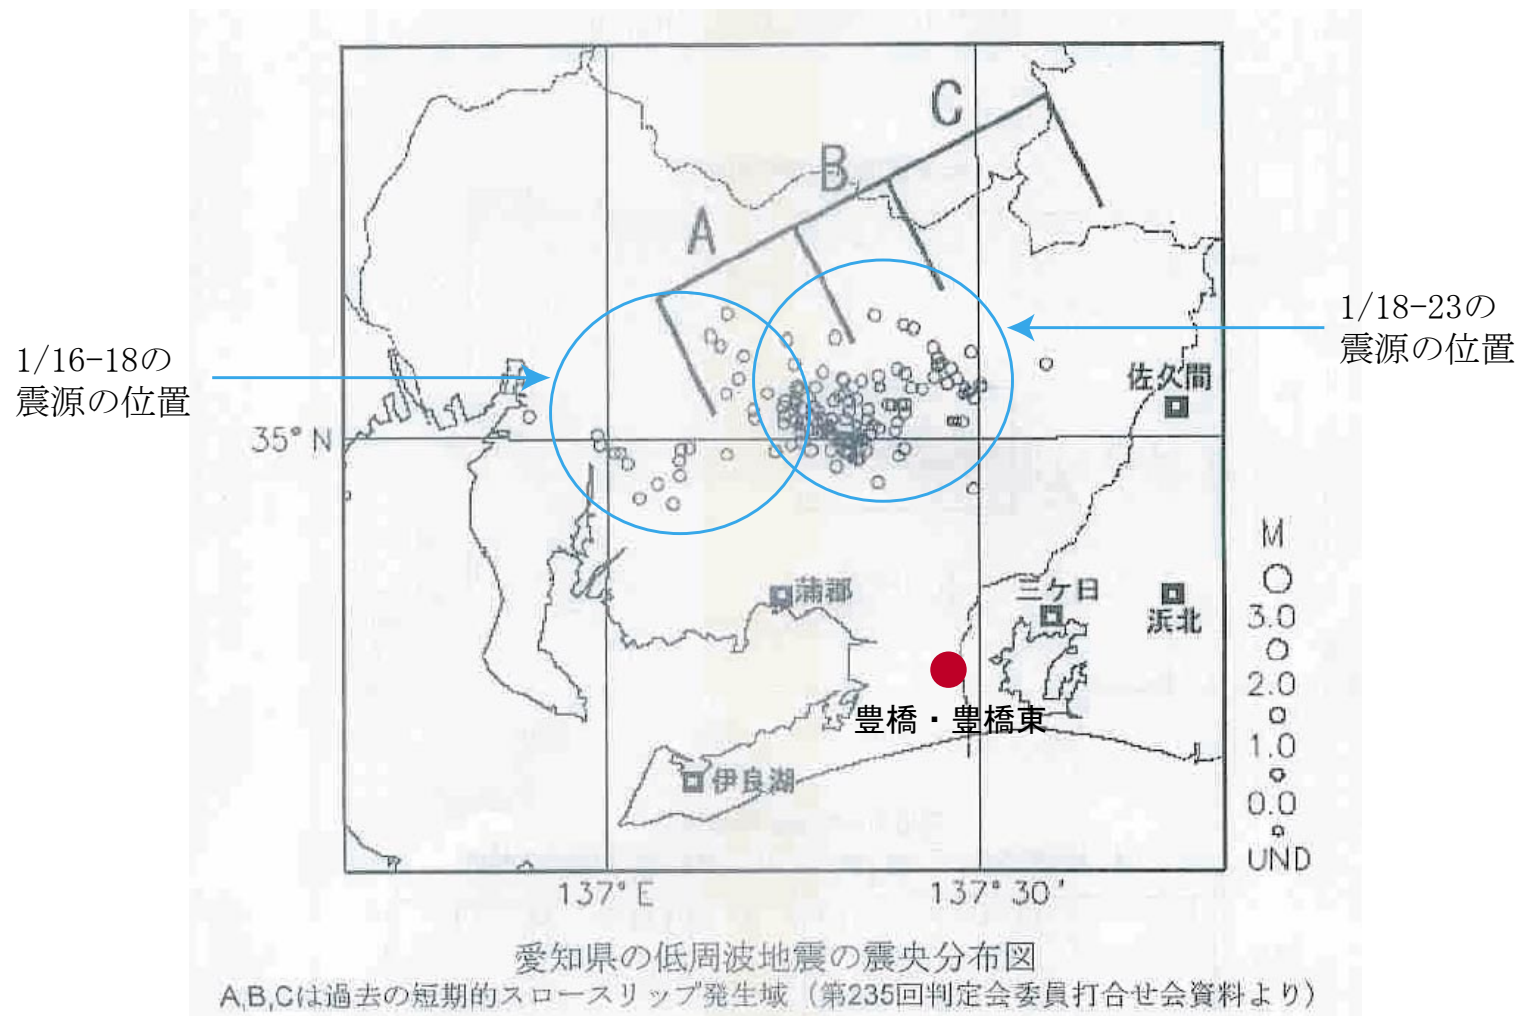 C
B
A
1/18-23の
震源の位置
1/16-18の
震源の位置
佐久間
35°N
M
3.0
2.0
1.0
0.0
UND
蒲郡
三ケ日
浜北
豊橋・豊橋東
伊良湖
137°E
137°30'
愛知県の低周波地震の震央分布図
A,B,Cは過去の短期的スロースリップ発生域（第235回判定会委員打合せ会資料より）